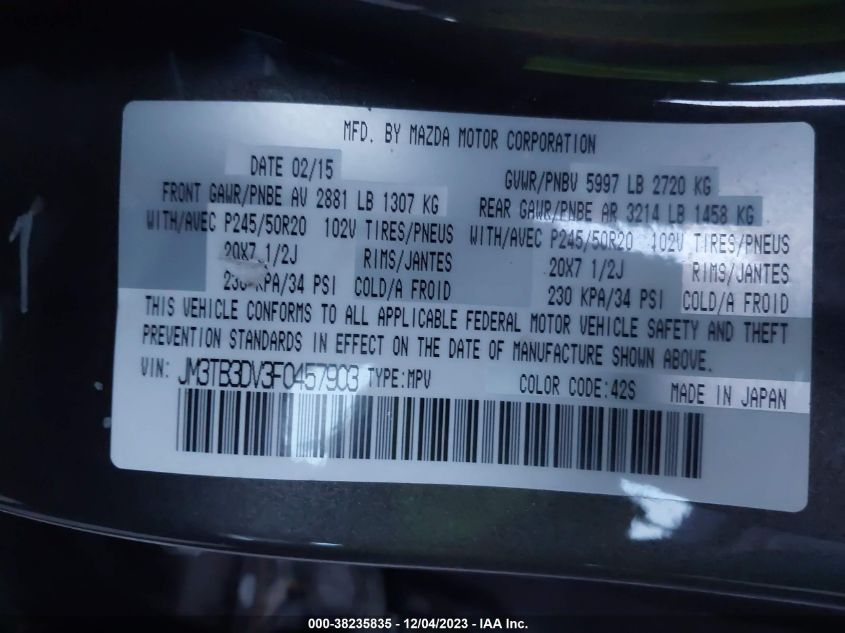 MFD. BY MAZDA MOTOR CORPORATION
DATE 02/15 GVWR/PNBV 5997 LB 2720 KG
FRONT GAWR/PNBE AV 2881 LB 1307 KG REAR GAWR/PNBE AR 3214 LB 1458 KG
WITH/AVEC P245/50R20 102V TIRES/PNEUS WITH/AVEC P245/50R20 102V TIRES/PNEUS
20X7 1/2J RIMS/JANTES 20X7 1/2J RIMS/JANTES
230 KPA/34 PSI COLD/A FROID 230 KPA/34 PSI COLD/A FROID
THIS VEHICLE CONFORMS TO ALL APPLICABLE FEDERAL MOTOR VEHICLE SAFETY AND THEFT
PREVENTION STANDARDS IN EFFECT ON THE DATE OF MANUFACTURE SHOWN ABOVE.
VIN: JM3TB3DV3F0457903 TYPE:MPV COLOR CODE:42S MADE IN JAPAN
000-38235835 - 12/04/2023 - IAA Inc.